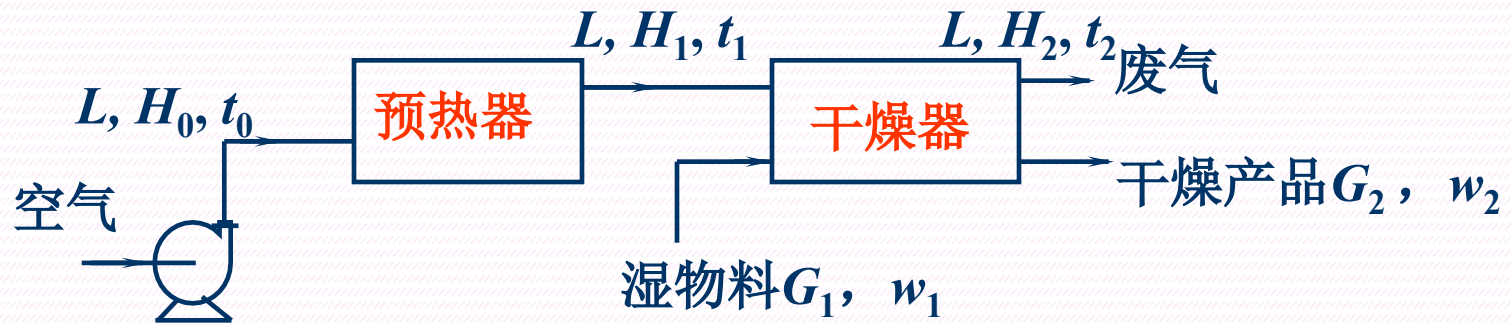 L, H₁, t₁
L, H₂, t₂
废气
L, H₀, t₀
预热器
干燥器
空气
干燥产品G₂，w₂
湿物料G₁，w₁